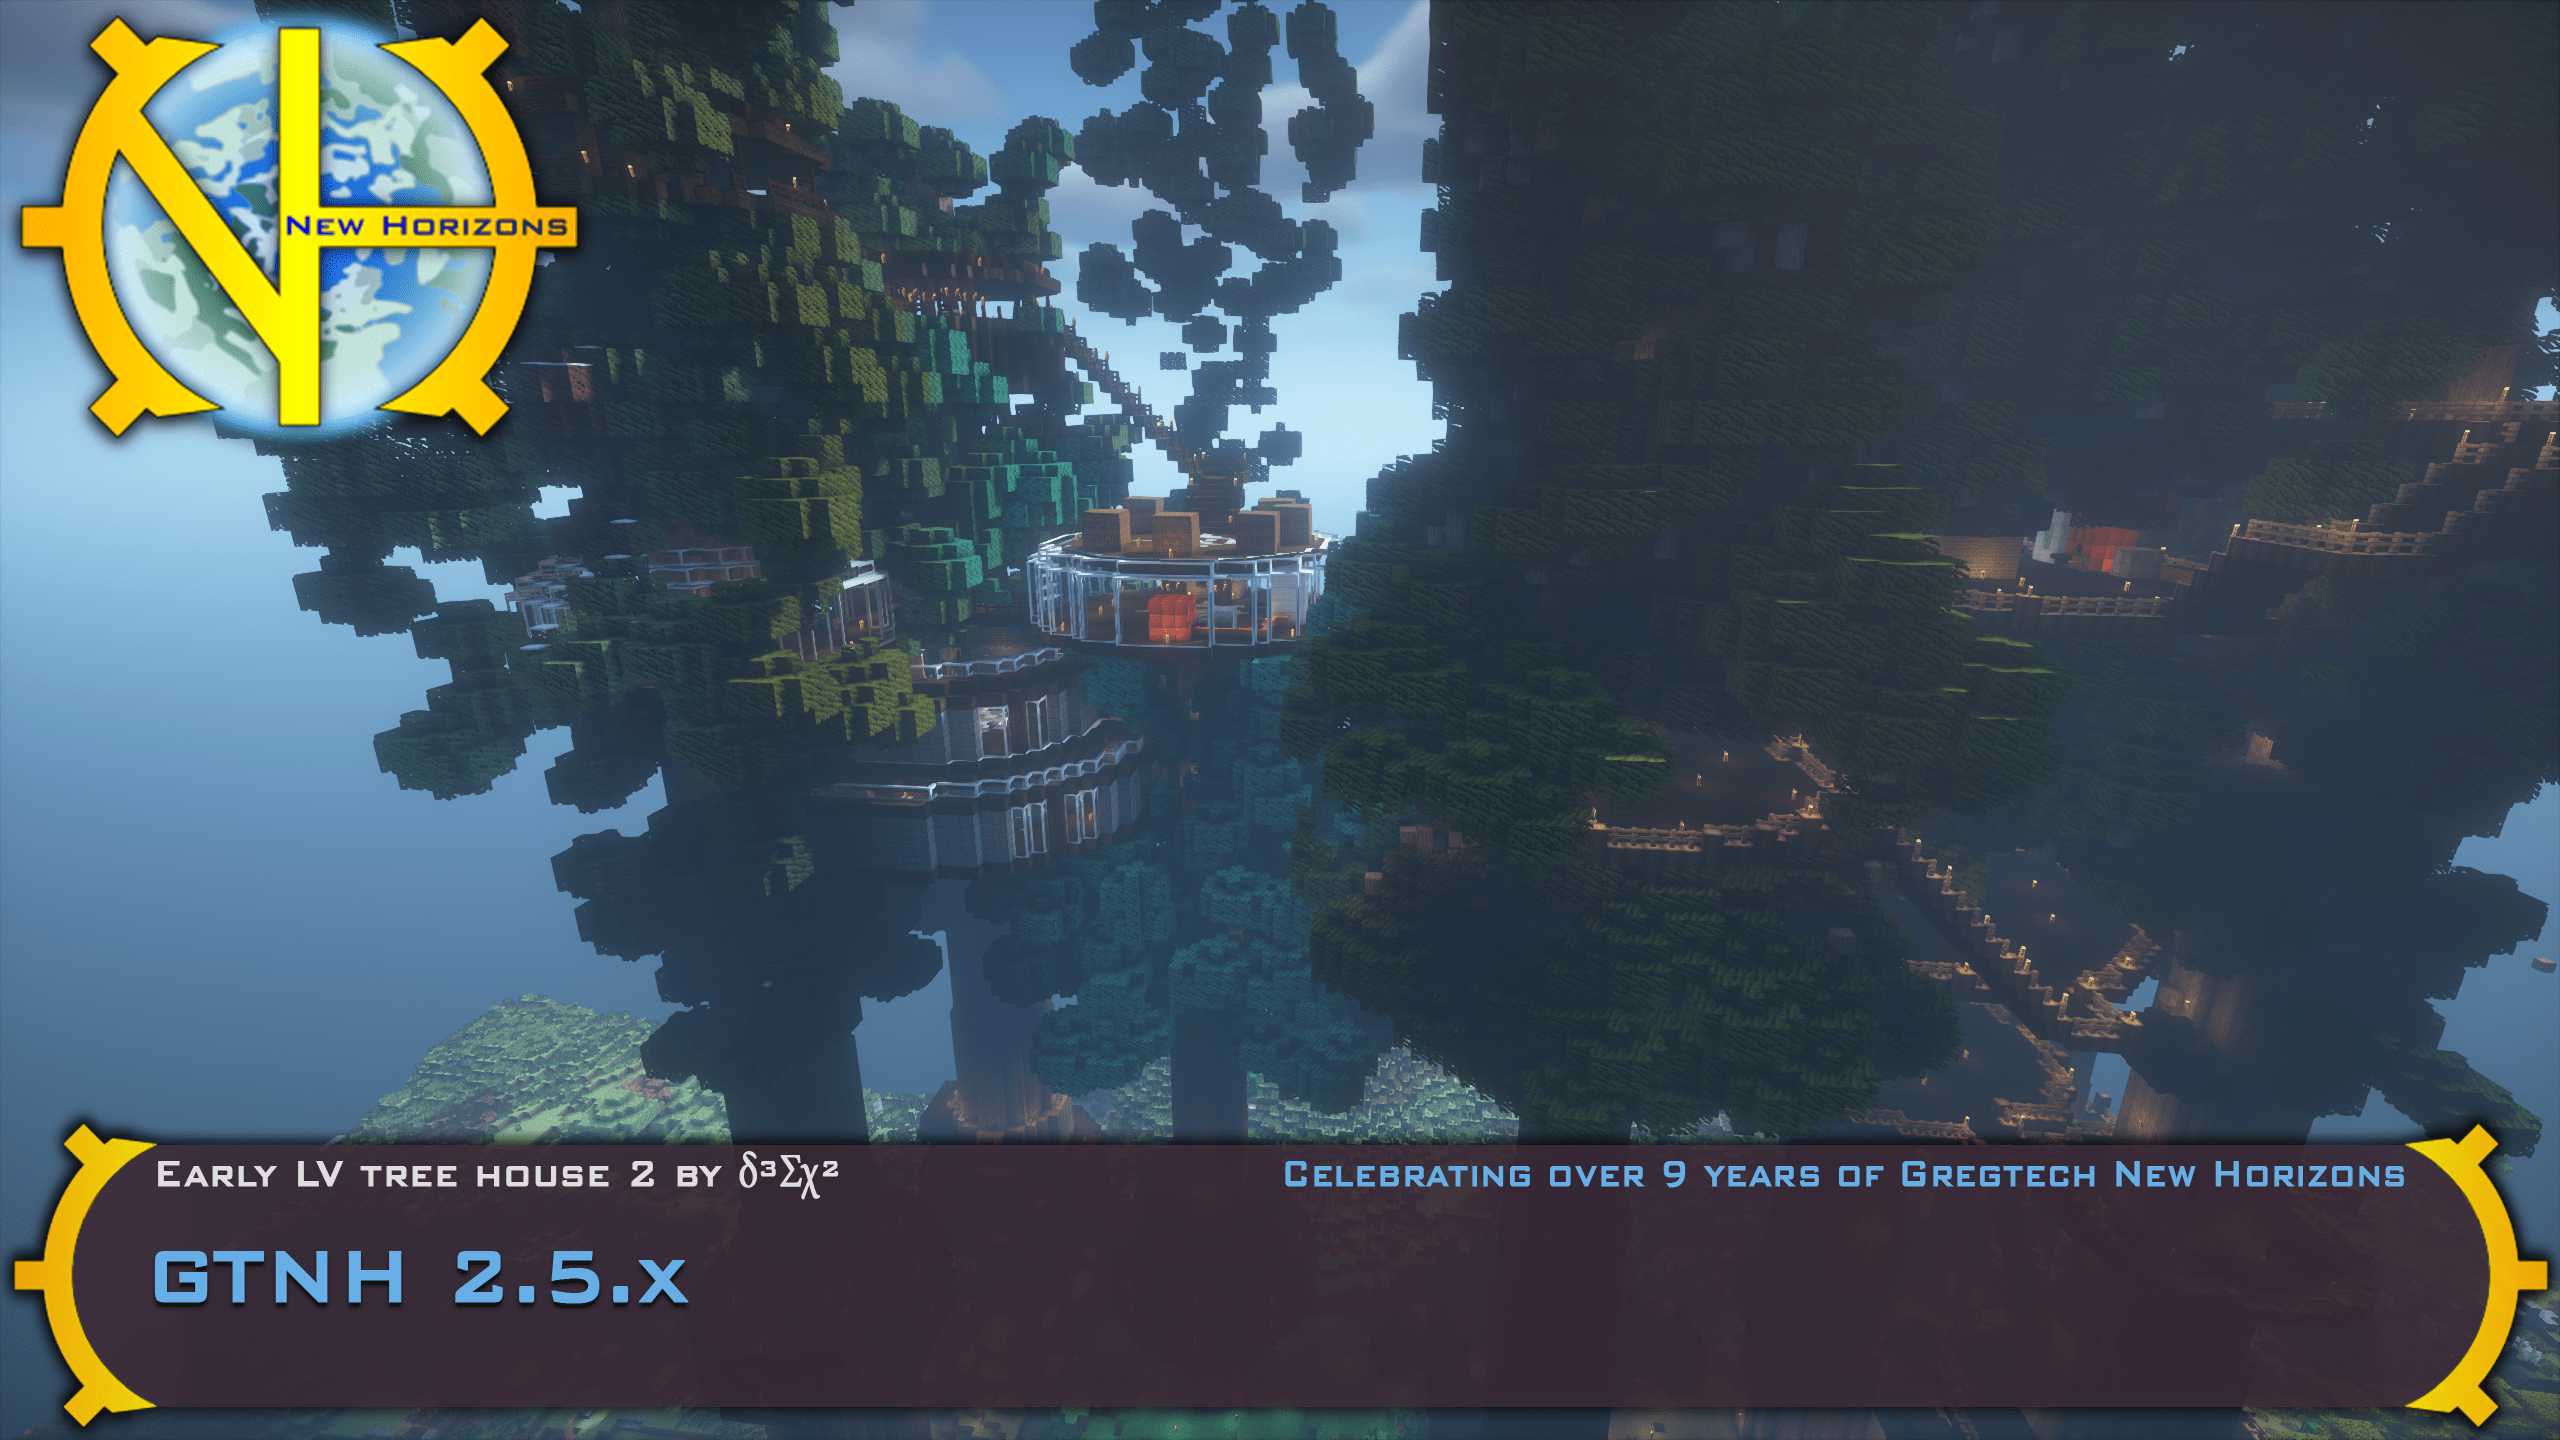 New Horizons
Early LV tree house 2 by δ³Σχ²
Celebrating over 9 years of Gregtech New Horizons
GTNH 2.5.x